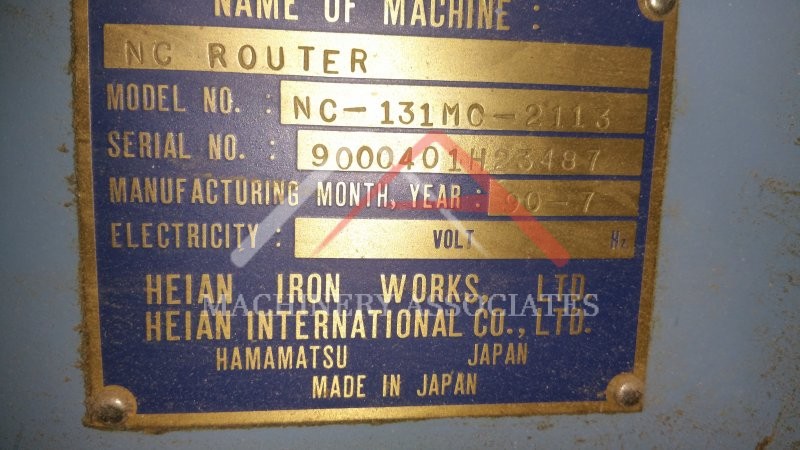 NAME OF MACHINE :
NC ROUTER
MODEL NO. : NC-131MC-2113
SERIAL NO. : 9000401H23487
MANUFACTURING MONTH, YEAR : 90-7
ELECTRICITY : VOLT Hz
HEIAN IRON WORKS, LTD.
MACHINERY ASSOCIATES
HEIAN INTERNATIONAL CO., LTD.
HAMAMATSU JAPAN
MADE IN JAPAN